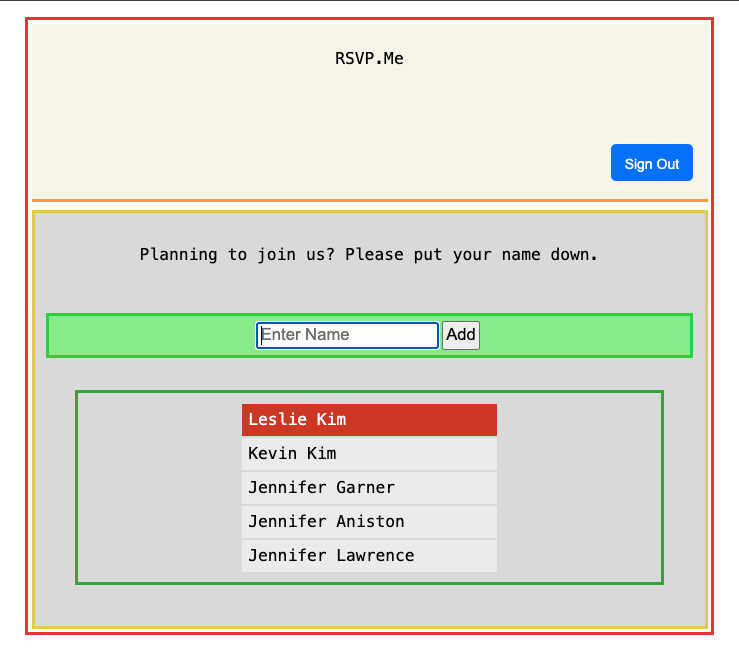 RSVP.Me
Sign Out
Planning to join us? Please put your name down.
Enter Name Add
Leslie Kim
Kevin Kim
Jennifer Garner
Jennifer Aniston
Jennifer Lawrence